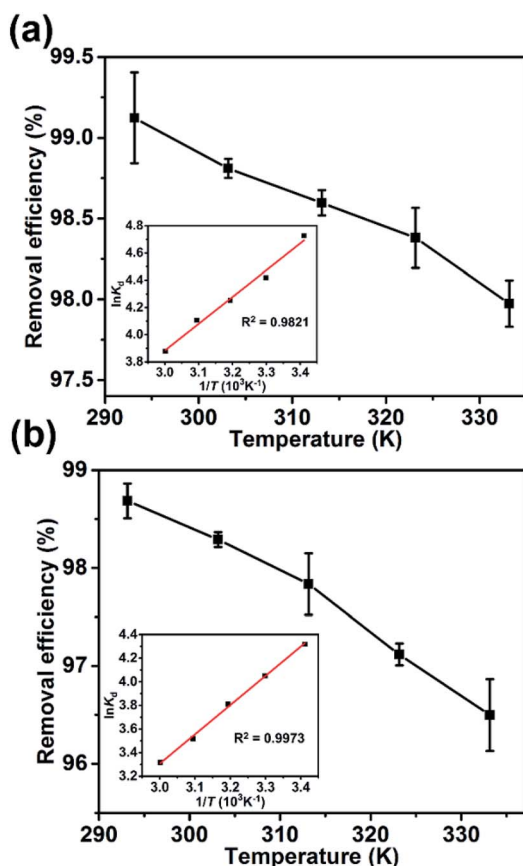 (a)
99.5
99.0
98.5
98.0
97.5
Removal efficiency (%)
4.8
4.6
4.4
4.2
4.0
3.8
lnKd
R² = 0.9821
3.0 3.1 3.2 3.3 3.4
1/T (10³K⁻¹)
290 300 310 320 330
Temperature (K)
(b)
99
98
97
96
Removal efficiency (%)
4.4
4.2
4.0
3.8
3.6
3.4
3.2
lnKd
R² = 0.9973
3.0 3.1 3.2 3.3 3.4
1/T (10³K⁻¹)
290 300 310 320 330
Temperature (K)